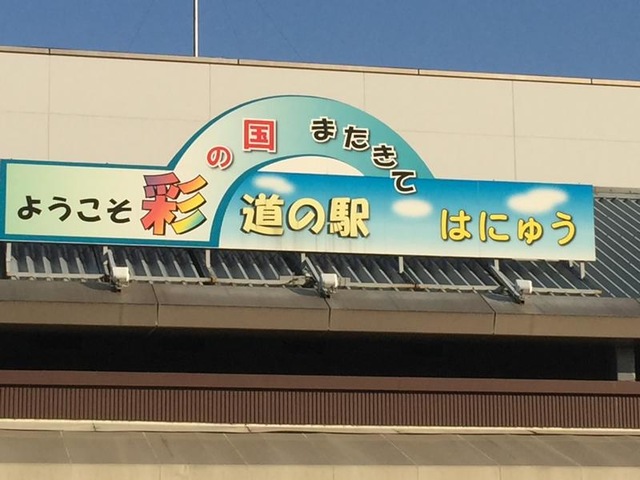 ようこそ彩の国またきて
道の駅 はにゅう